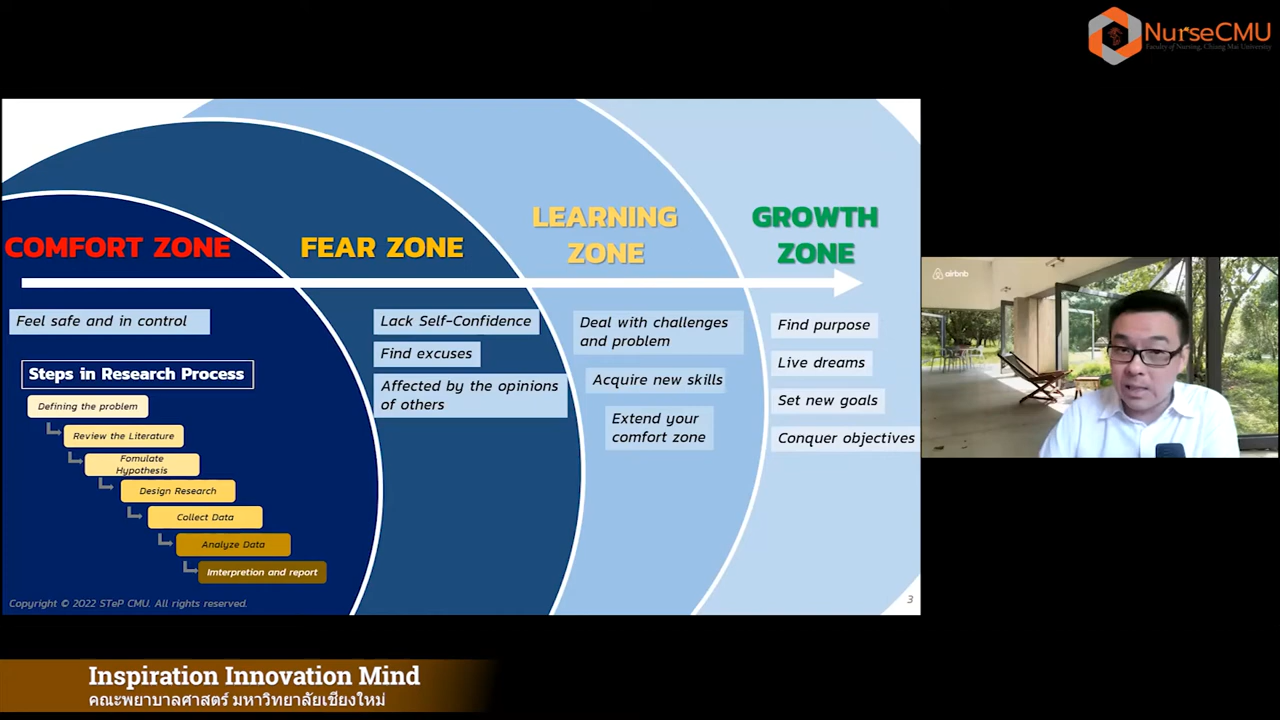 NurseCMU
Faculty of Nursing, Chiang Mai University
COMFORT ZONE
FEAR ZONE
LEARNING
ZONE
GROWTH
ZONE
Feel safe and in control
Steps in Research Process
Defining the problem
Review the Literature
Fomulate
Hypothesis
Design Research
Collect Data
Analyze Data
Imterpretion and report
Lack Self-Confidence
Find excuses
Affected by the opinions
of others
Deal with challenges
and problem
Acquire new skills
Extend your
comfort zone
Find purpose
Live dreams
Set new goals
Conquer objectives
airbnb
Copyright © 2022 STeP CMU. All rights reserved.
3
Inspiration Innovation Mind
คณะพยาบาลศาสตร์ มหาวิทยาลัยเชียงใหม่